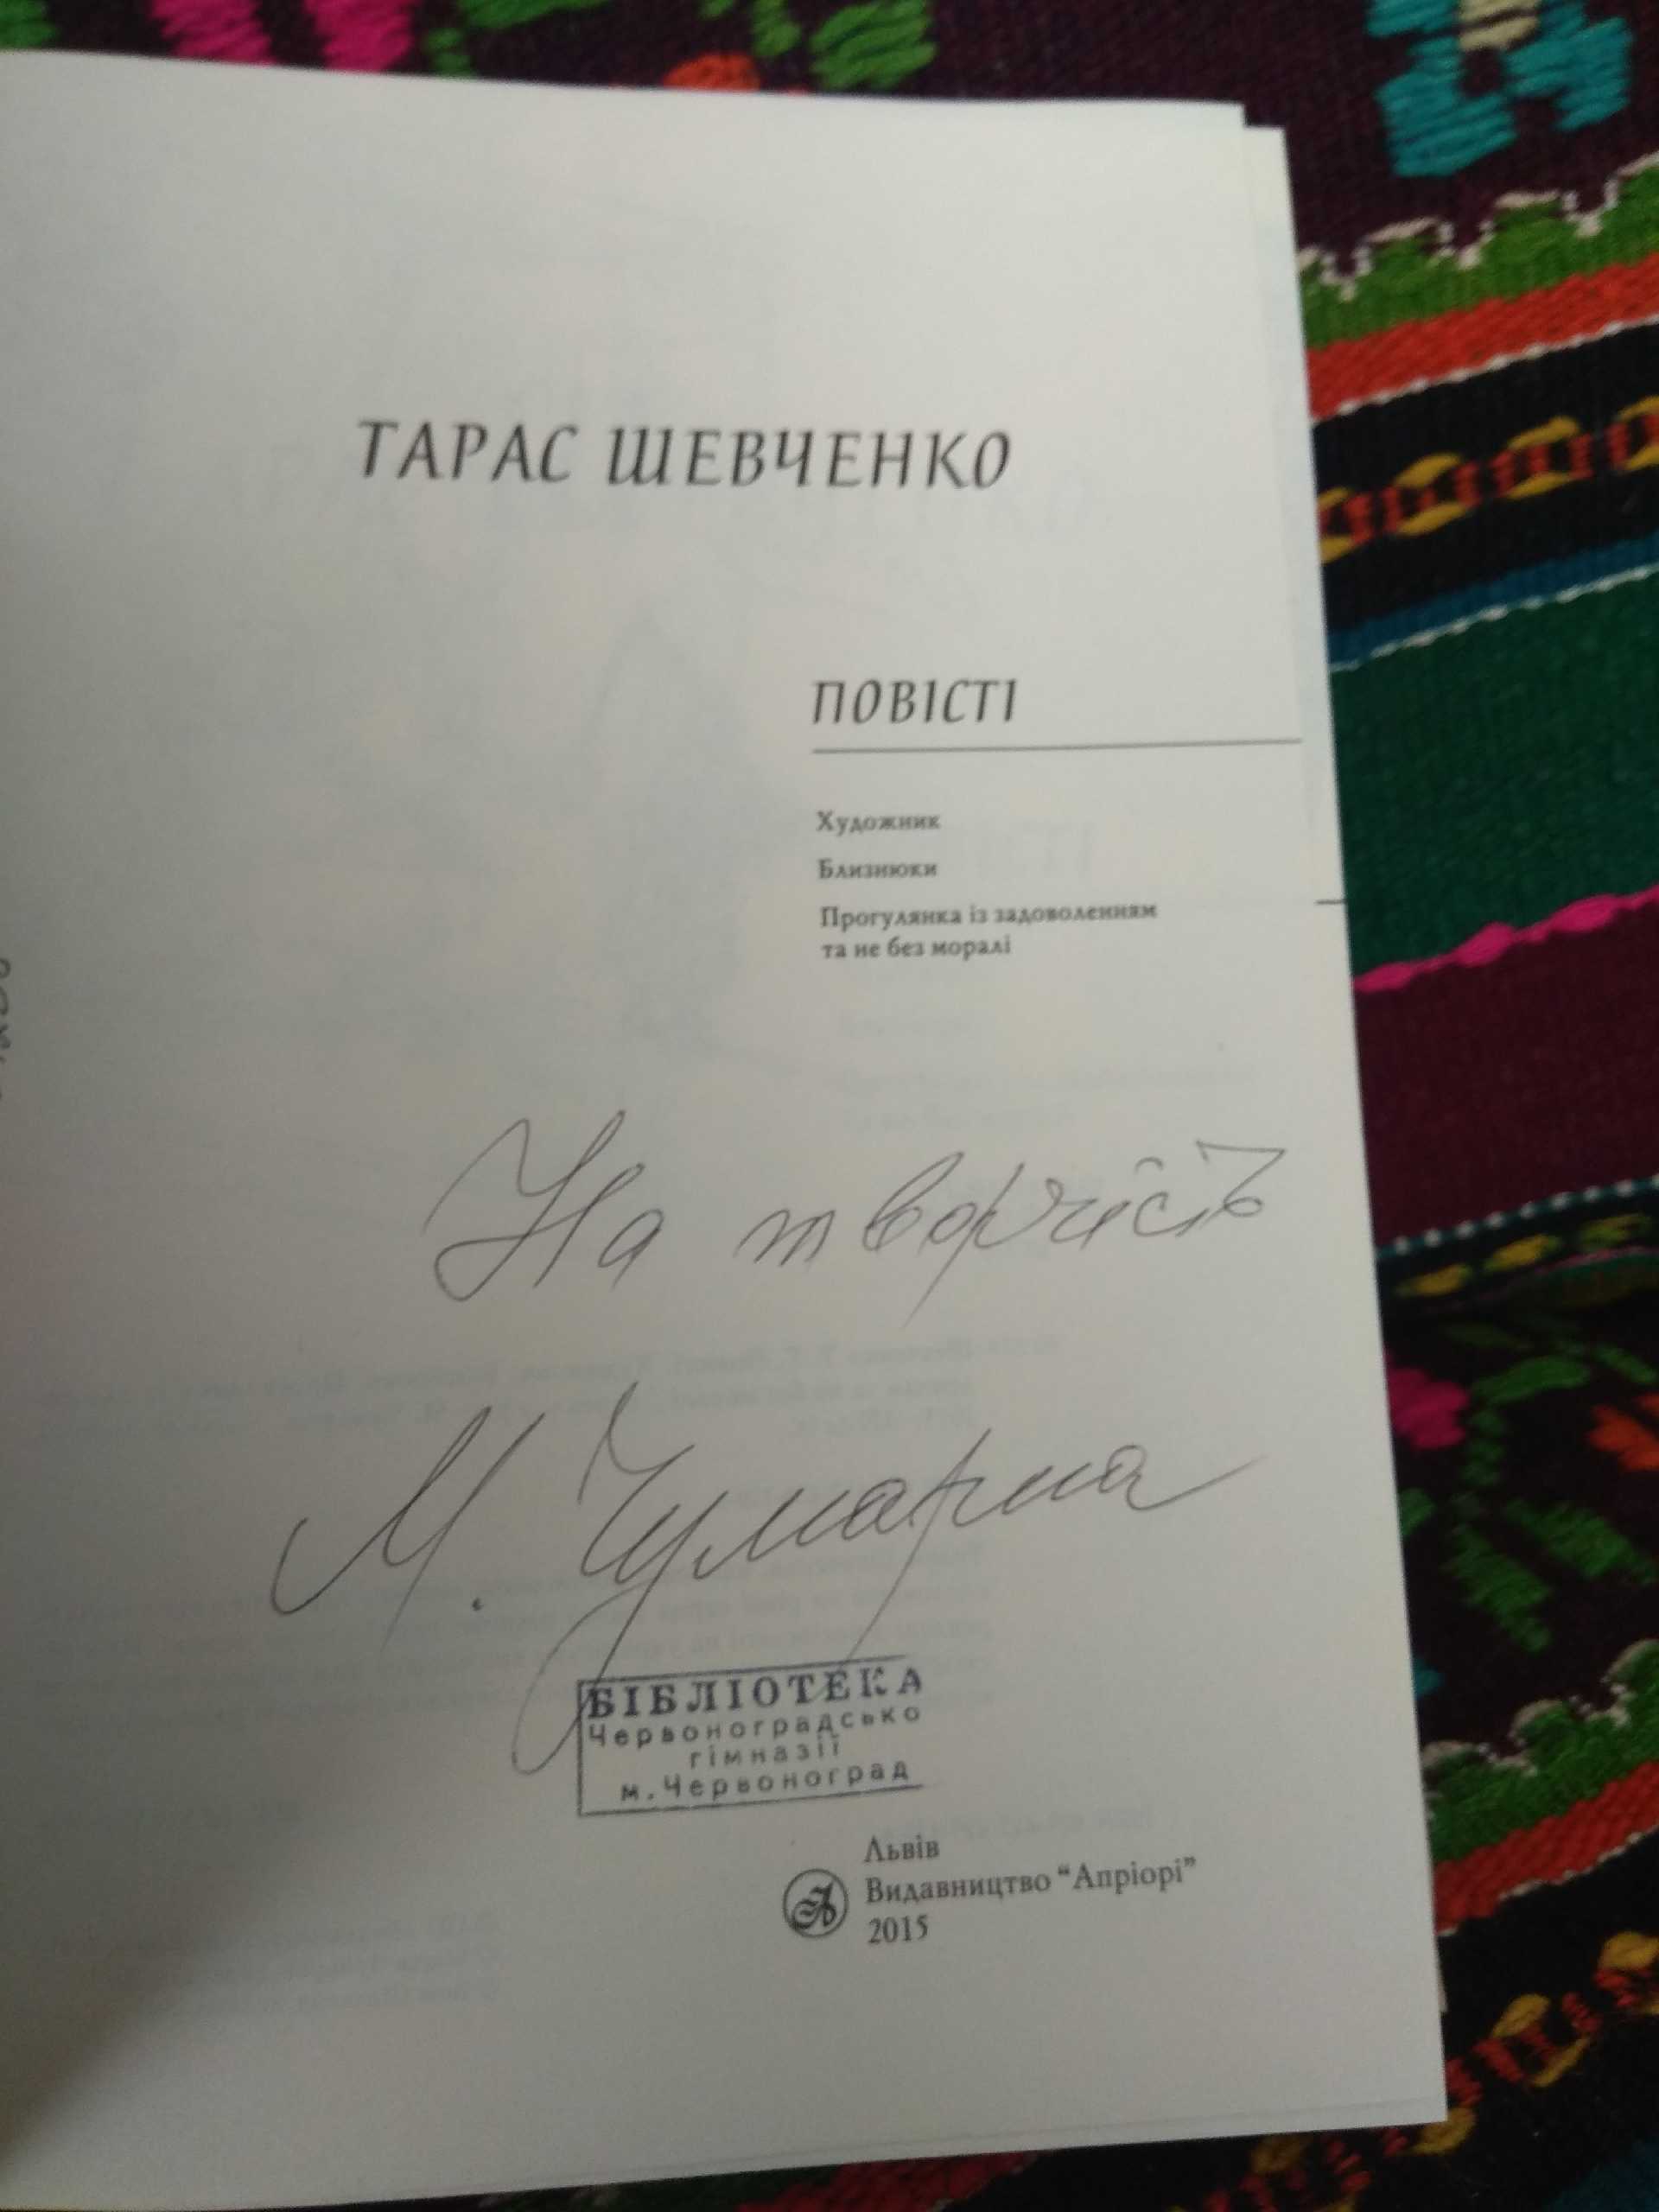 ТАРАС ШЕВЧЕНКО
ПОВІСТІ
Художник
Близнюки
Прогулянка із задоволенням
та не без моралі
На творчість
М. Чумарна
БІБЛІОТЕКА
Червоноградсько
гімназії
м.Червоноград
Львів
Видавництво “Апріорі”
2015